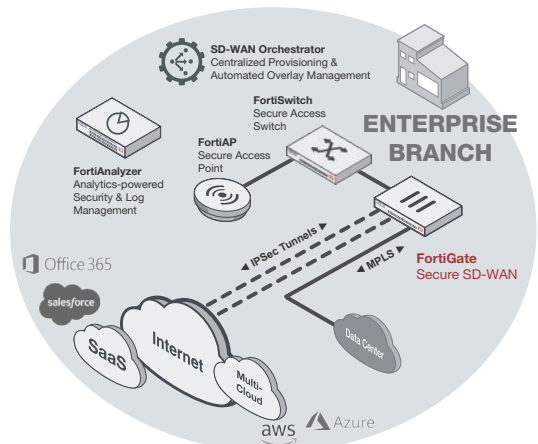 SD-WAN Orchestrator
Centralized Provisioning &
Automated Overlay Management
FortiSwitch
Secure Access
Switch
ENTERPRISE
BRANCH
FortiAP
Secure Access
Point
FortiAnalyzer
Analytics-powered
Security & Log
Management
IPSec Tunnels
MPLS
FortiGate
Secure SD-WAN
Office 365
salesforce
SaaS
Internet
Multi-
Cloud
Data Center
aws
Azure